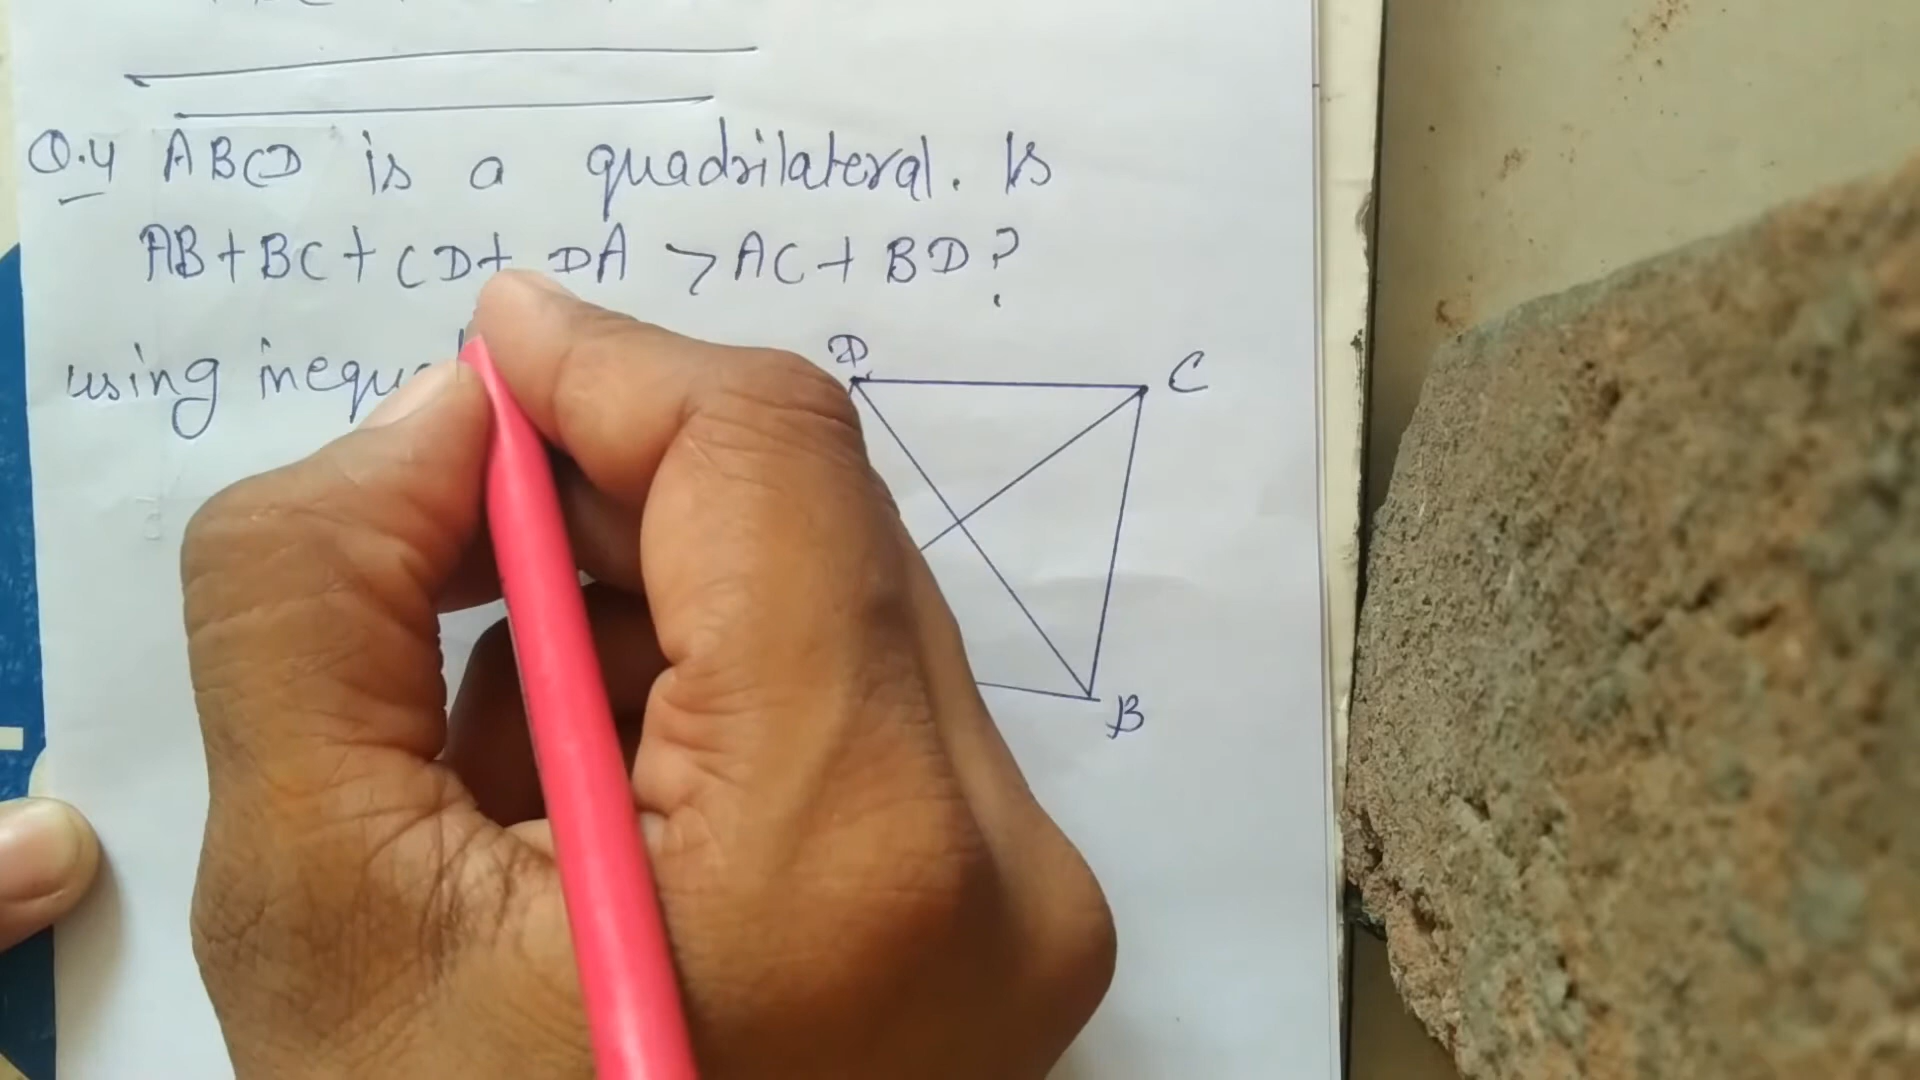 Q.4 ABCD is a quadrilateral. Is
AB+BC+CD+DA > AC+BD?
using
D
C
B